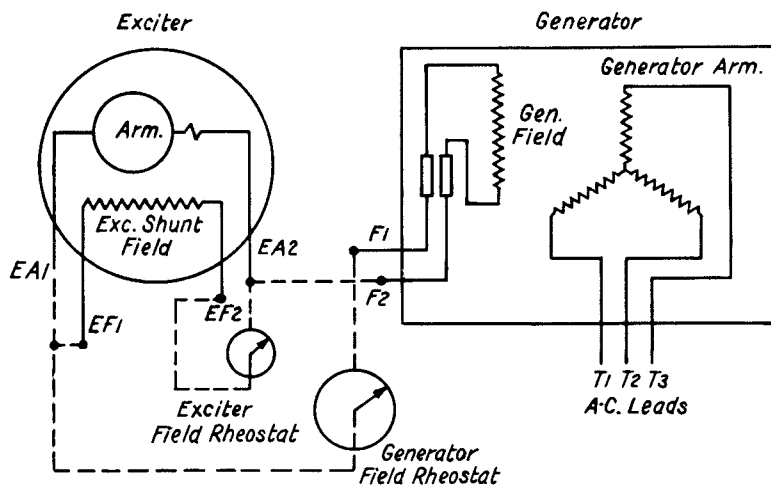 Exciter
Generator
Generator Arm.
Arm.
Gen.
Field
Exc. Shunt
Field
EA1
EA2
F1
F2
EF1
EF2
Exciter
Field Rheostat
Generator
Field Rheostat
T1 T2 T3
A-C. Leads